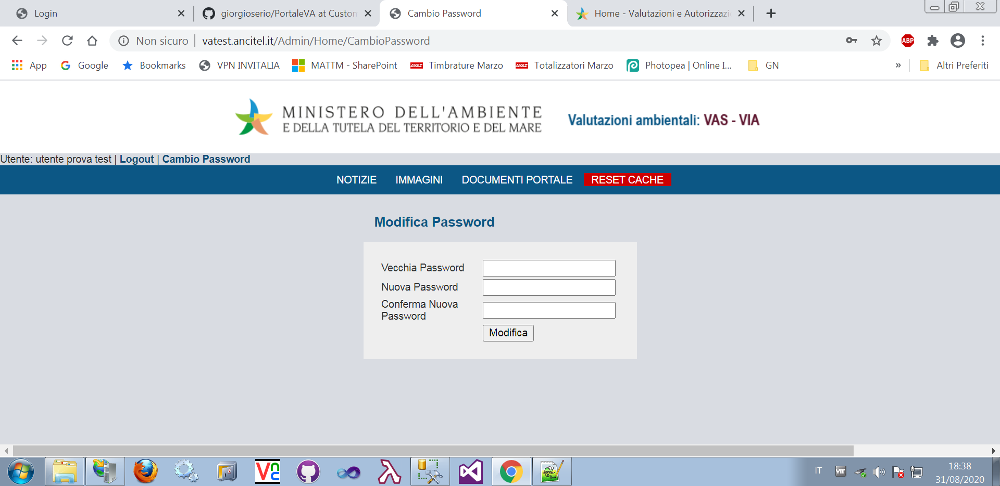 Login
giorgioserio/PortaleVA at Custom
Cambio Password
Home - Valutazioni e Autorizzazi
Non sicuro
vatest.ancitel.it/Admin/Home/CambioPassword
ABP
App
Google
Bookmarks
VPN INVITALIA
MATTM - SharePoint
Timbrature Marzo
Totalizzatori Marzo
Photopea | Online I...
GN
»
Altri Preferiti
MINISTERO DELL'AMBIENTE
E DELLA TUTELA DEL TERRITORIO E DEL MARE
Valutazioni ambientali: VAS - VIA
Utente: utente prova test | Logout | Cambio Password
NOTIZIE IMMAGINI DOCUMENTI PORTALE RESET CACHE
Modifica Password
Vecchia Password
Nuova Password
Conferma Nuova
Password
Modifica
IT
vm
18:38
31/08/2020